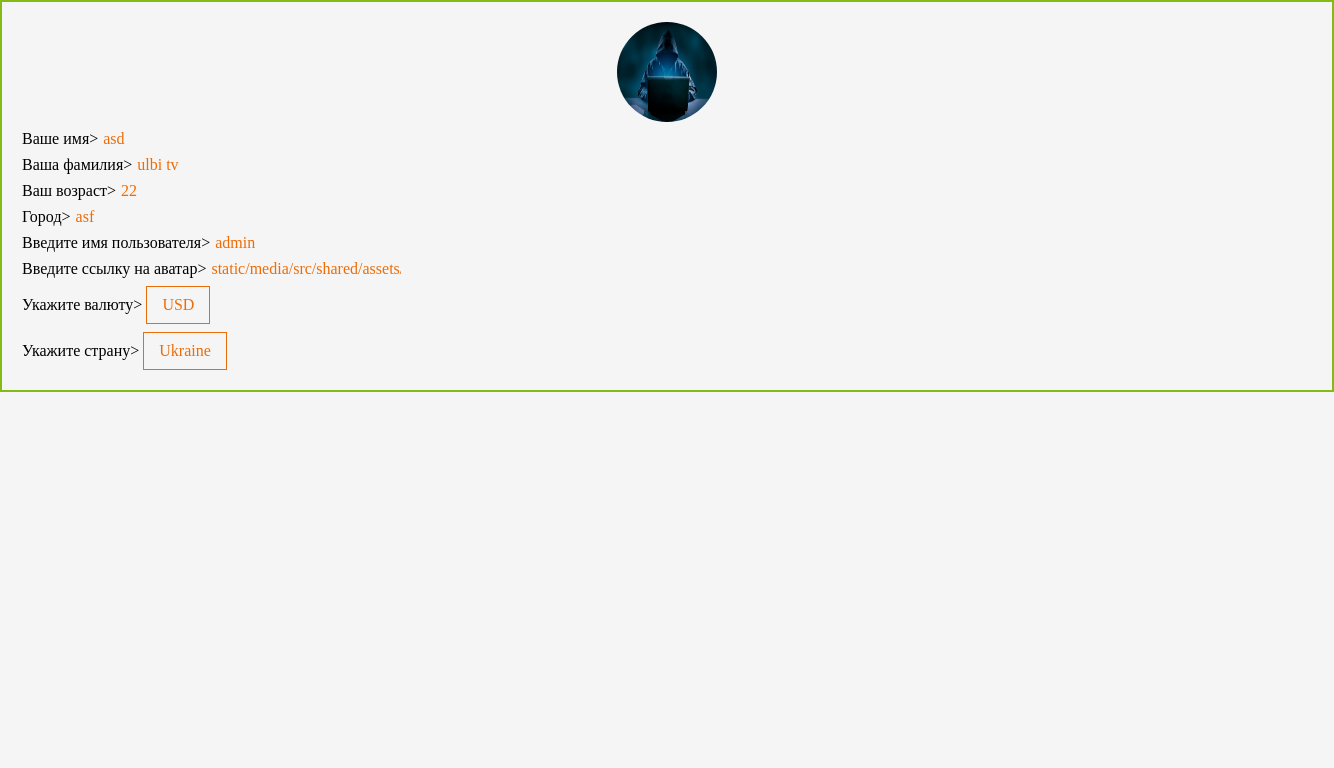 Ваше имя> asd
Ваша фамилия> ulbi tv
Ваш возраст> 22
Город> asf
Введите имя пользователя> admin
Введите ссылку на аватар> static/media/src/shared/assets
Укажите валюту> USD
Укажите страну> Ukraine